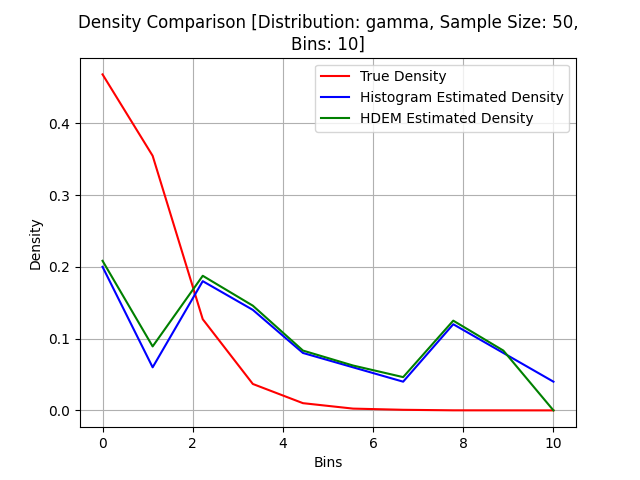 Density Comparison [Distribution: gamma, Sample Size: 50,
Bins: 10]
True Density
Histogram Estimated Density
HDEM Estimated Density
Density
0.4
0.3
0.2
0.1
0.0
0 2 4 6 8 10
Bins